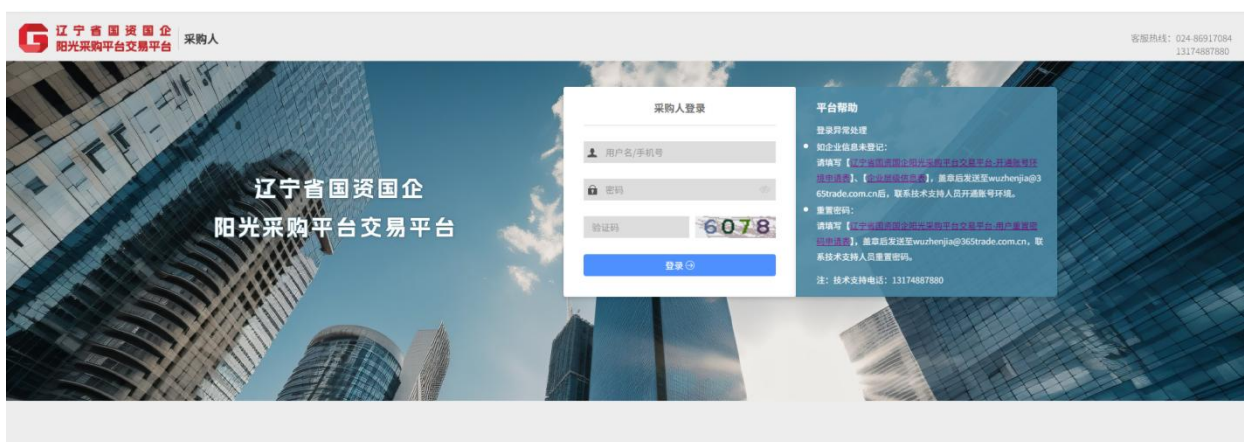 辽宁省国资国企
阳光采购平台交易平台
采购人
客服热线：024-86917084
13174887880
辽宁省国资国企
阳光采购平台交易平台
采购人登录
用户名/手机号
密码
验证码
6078
登录
平台帮助
登录异常处理
如企业信息未登记：
请填写【辽宁省国资国企阳光采购平台交易平台-开通账号环
境申请表】、【企业层级信息表】，盖章后发送至wuzhenjia@3
65trade.com.cn后，联系技术支持人员开通账号环境。
重置密码：
请填写【辽宁省国资国企阳光采购平台交易平台-用户重置密
码申请表】，盖章后发送至wuzhenjia@365trade.com.cn，联
系技术支持人员重置密码。
注：技术支持电话：13174887880